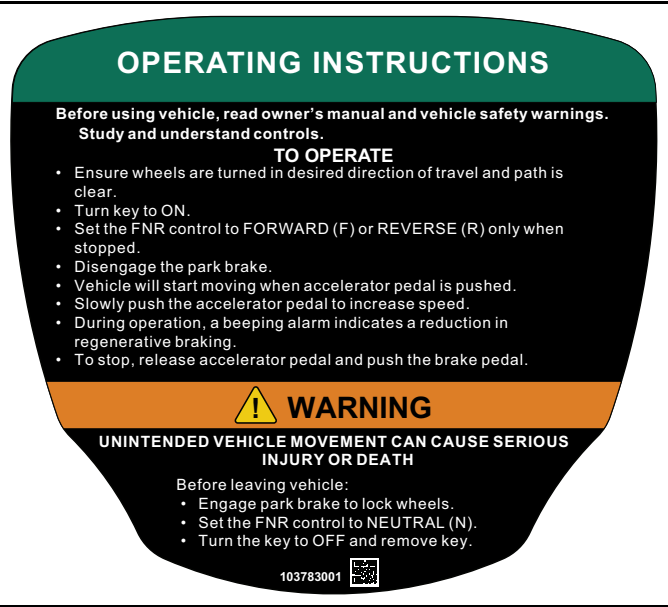 OPERATING INSTRUCTIONS
Before using vehicle, read owner's manual and vehicle safety warnings.
Study and understand controls.
TO OPERATE
• Ensure wheels are turned in desired direction of travel and path is
clear.
• Turn key to ON.
• Set the FNR control to FORWARD (F) or REVERSE (R) only when
stopped.
• Disengage the park brake.
• Vehicle will start moving when accelerator pedal is pushed.
• Slowly push the accelerator pedal to increase speed.
• During operation, a beeping alarm indicates a reduction in
regenerative braking.
• To stop, release accelerator pedal and push the brake pedal.
! WARNING
UNINTENDED VEHICLE MOVEMENT CAN CAUSE SERIOUS
INJURY OR DEATH
Before leaving vehicle:
• Engage park brake to lock wheels.
• Set the FNR control to NEUTRAL (N).
• Turn the key to OFF and remove key.
103783001